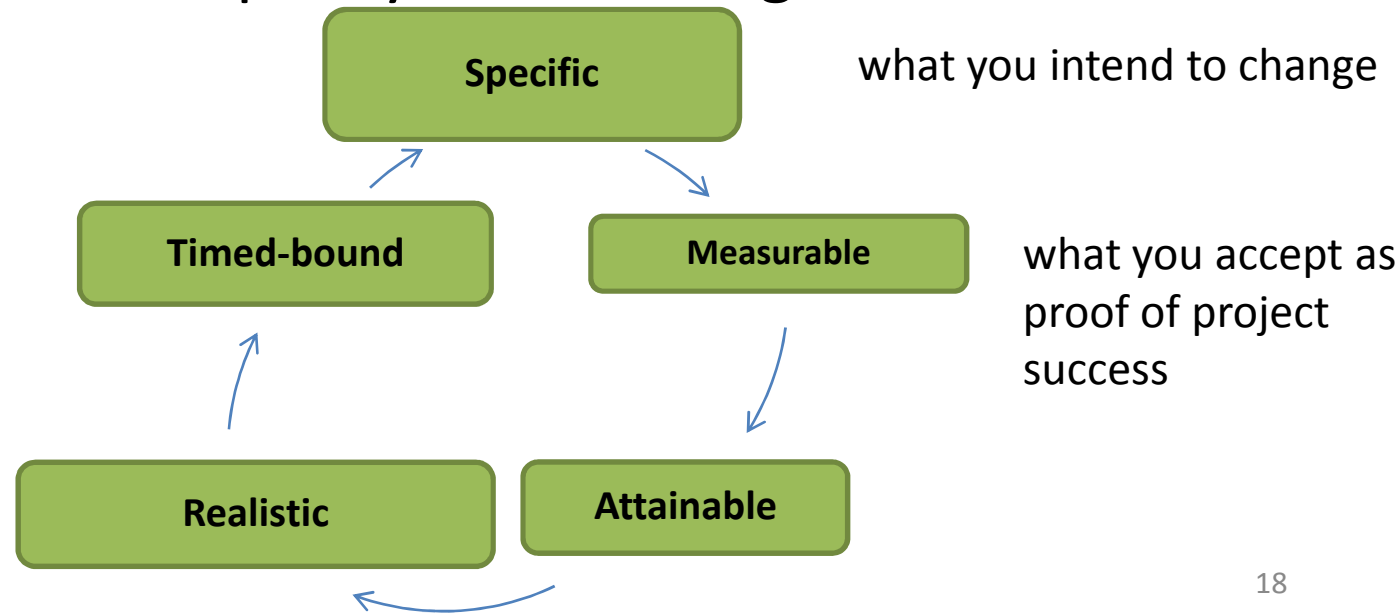 Specific
what you intend to change
Timed-bound
Measurable
what you accept as
proof of project
success
Realistic
Attainable
18